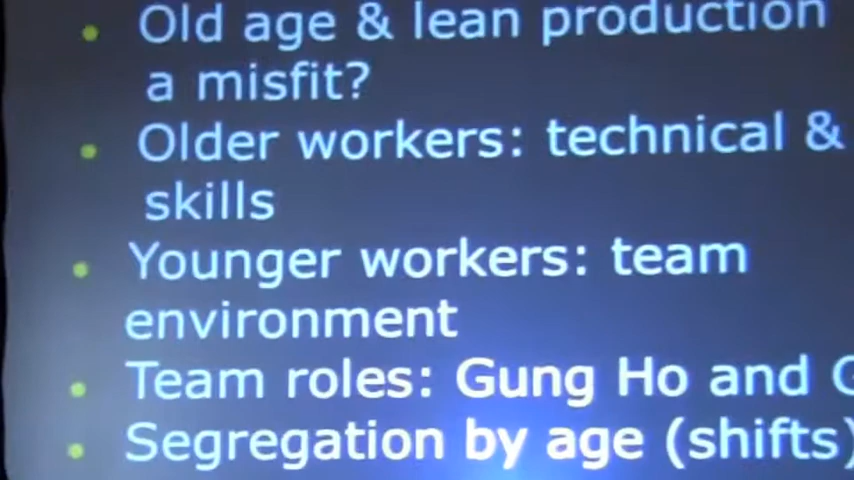 • Old age & lean production
a misfit?
• Older workers: technical &
skills
• Younger workers: team
environment
• Team roles: Gung Ho and
• Segregation by age (shifts)